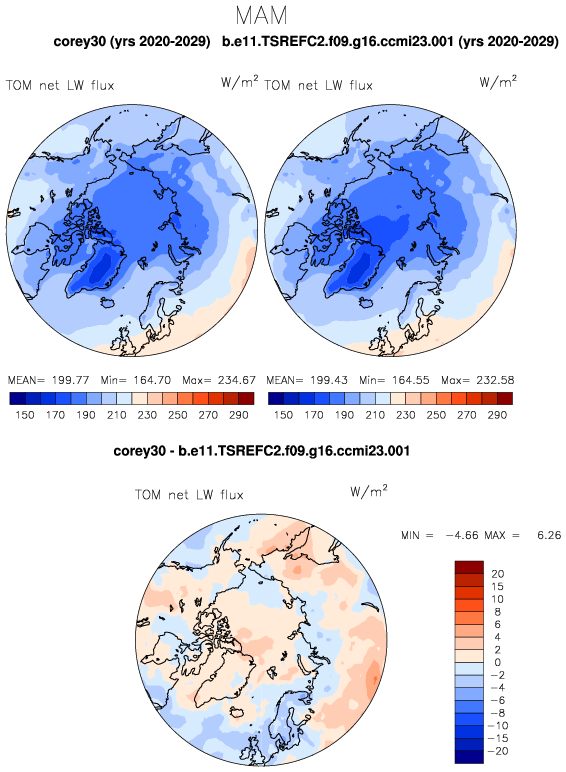 MAM
corey30 (yrs 2020-2029) b.e11.TSREFC2.f09.g16.ccmi23.001 (yrs 2020-2029)
TOM net LW flux W/m² TOM net LW flux W/m²
MEAN= 199.77 Min= 164.70 Max= 234.67 MEAN= 199.43 Min= 164.55 Max= 232.58
150 170 190 210 230 250 270 290 150 170 190 210 230 250 270 290
corey30 - b.e11.TSREFC2.f09.g16.ccmi23.001
TOM net LW flux W/m²
MIN = -4.66 MAX = 6.26
20
15
10
8
6
4
2
0
-2
-4
-6
-8
-10
-15
-20